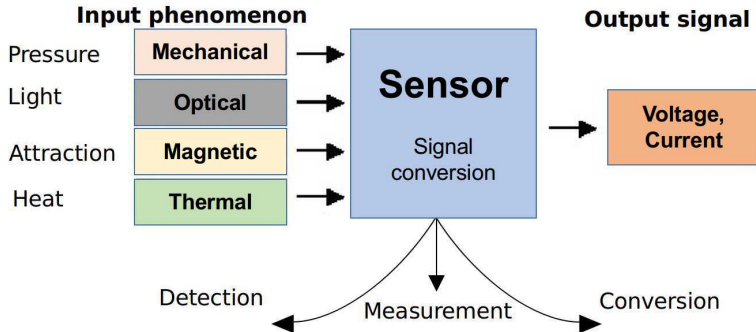 Input phenomenon
Output signal
Pressure
Mechanical
Light
Optical
Attraction
Magnetic
Heat
Thermal
Sensor
Signal
conversion
Voltage,
Current
Detection
Measurement
Conversion